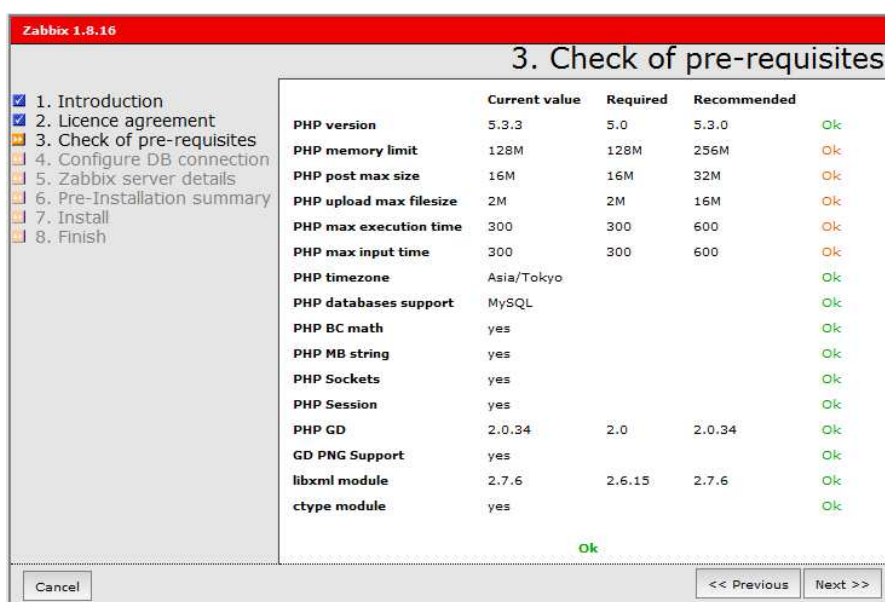 Zabbix 1.8.16
3. Check of pre-requisites
1. Introduction
2. Licence agreement
3. Check of pre-requisites
4. Configure DB connection
5. Zabbix server details
6. Pre-Installation summary
7. Install
8. Finish
Current value Required Recommended
PHP version 5.3.3 5.0 5.3.0 Ok
PHP memory limit 128M 128M 256M Ok
PHP post max size 16M 16M 32M Ok
PHP upload max filesize 2M 2M 16M Ok
PHP max execution time 300 300 600 Ok
PHP max input time 300 300 600 Ok
PHP timezone Asia/Tokyo Ok
PHP databases support MySQL Ok
PHP BC math yes Ok
PHP MB string yes Ok
PHP Sockets yes Ok
PHP Session yes Ok
PHP GD 2.0.34 2.0 2.0.34 Ok
GD PNG Support yes Ok
libxml module 2.7.6 2.6.15 2.7.6 Ok
ctype module yes Ok
Ok
Cancel << Previous Next >>